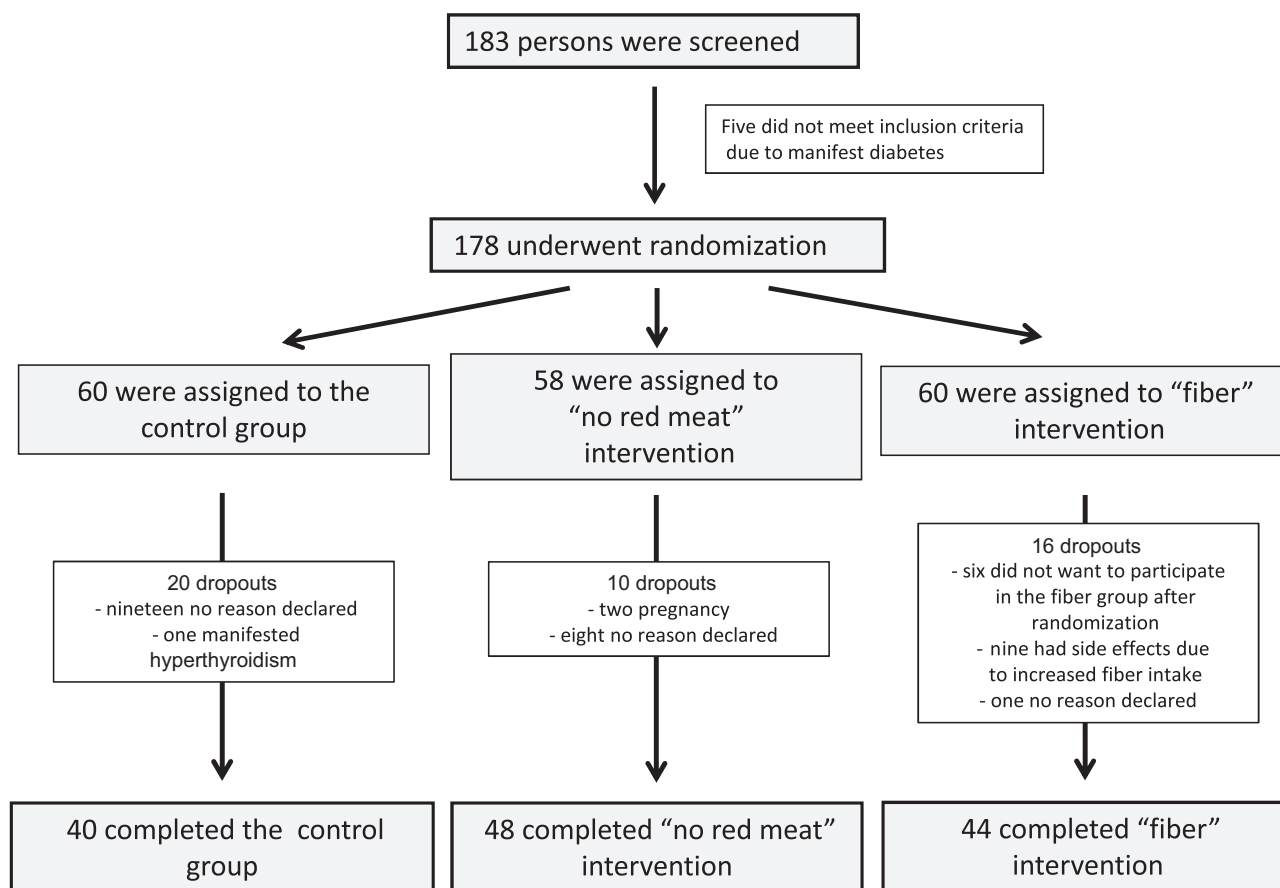 183 persons were screened
Five did not meet inclusion criteria
due to manifest diabetes
178 underwent randomization
60 were assigned to the
control group
58 were assigned to
“no red meat”
intervention
60 were assigned to “fiber”
intervention
20 dropouts
- nineteen no reason declared
- one manifested
hyperthyroidism
10 dropouts
- two pregnancy
- eight no reason declared
16 dropouts
- six did not want to participate
in the fiber group after
randomization
- nine had side effects due
to increased fiber intake
- one no reason declared
40 completed the control
group
48 completed “no red meat”
intervention
44 completed “fiber”
intervention